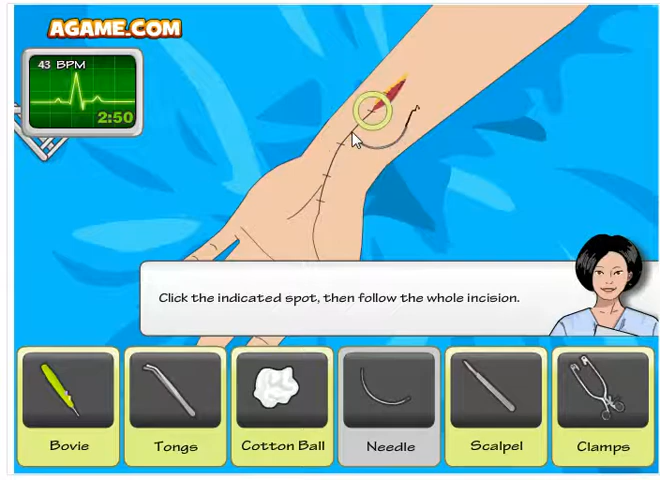 AGAME.COM
43 BPM
2:50
Click the indicated spot, then follow the whole incision.
Bovie
Tongs
Cotton Ball
Needle
Scalpel
Clamps